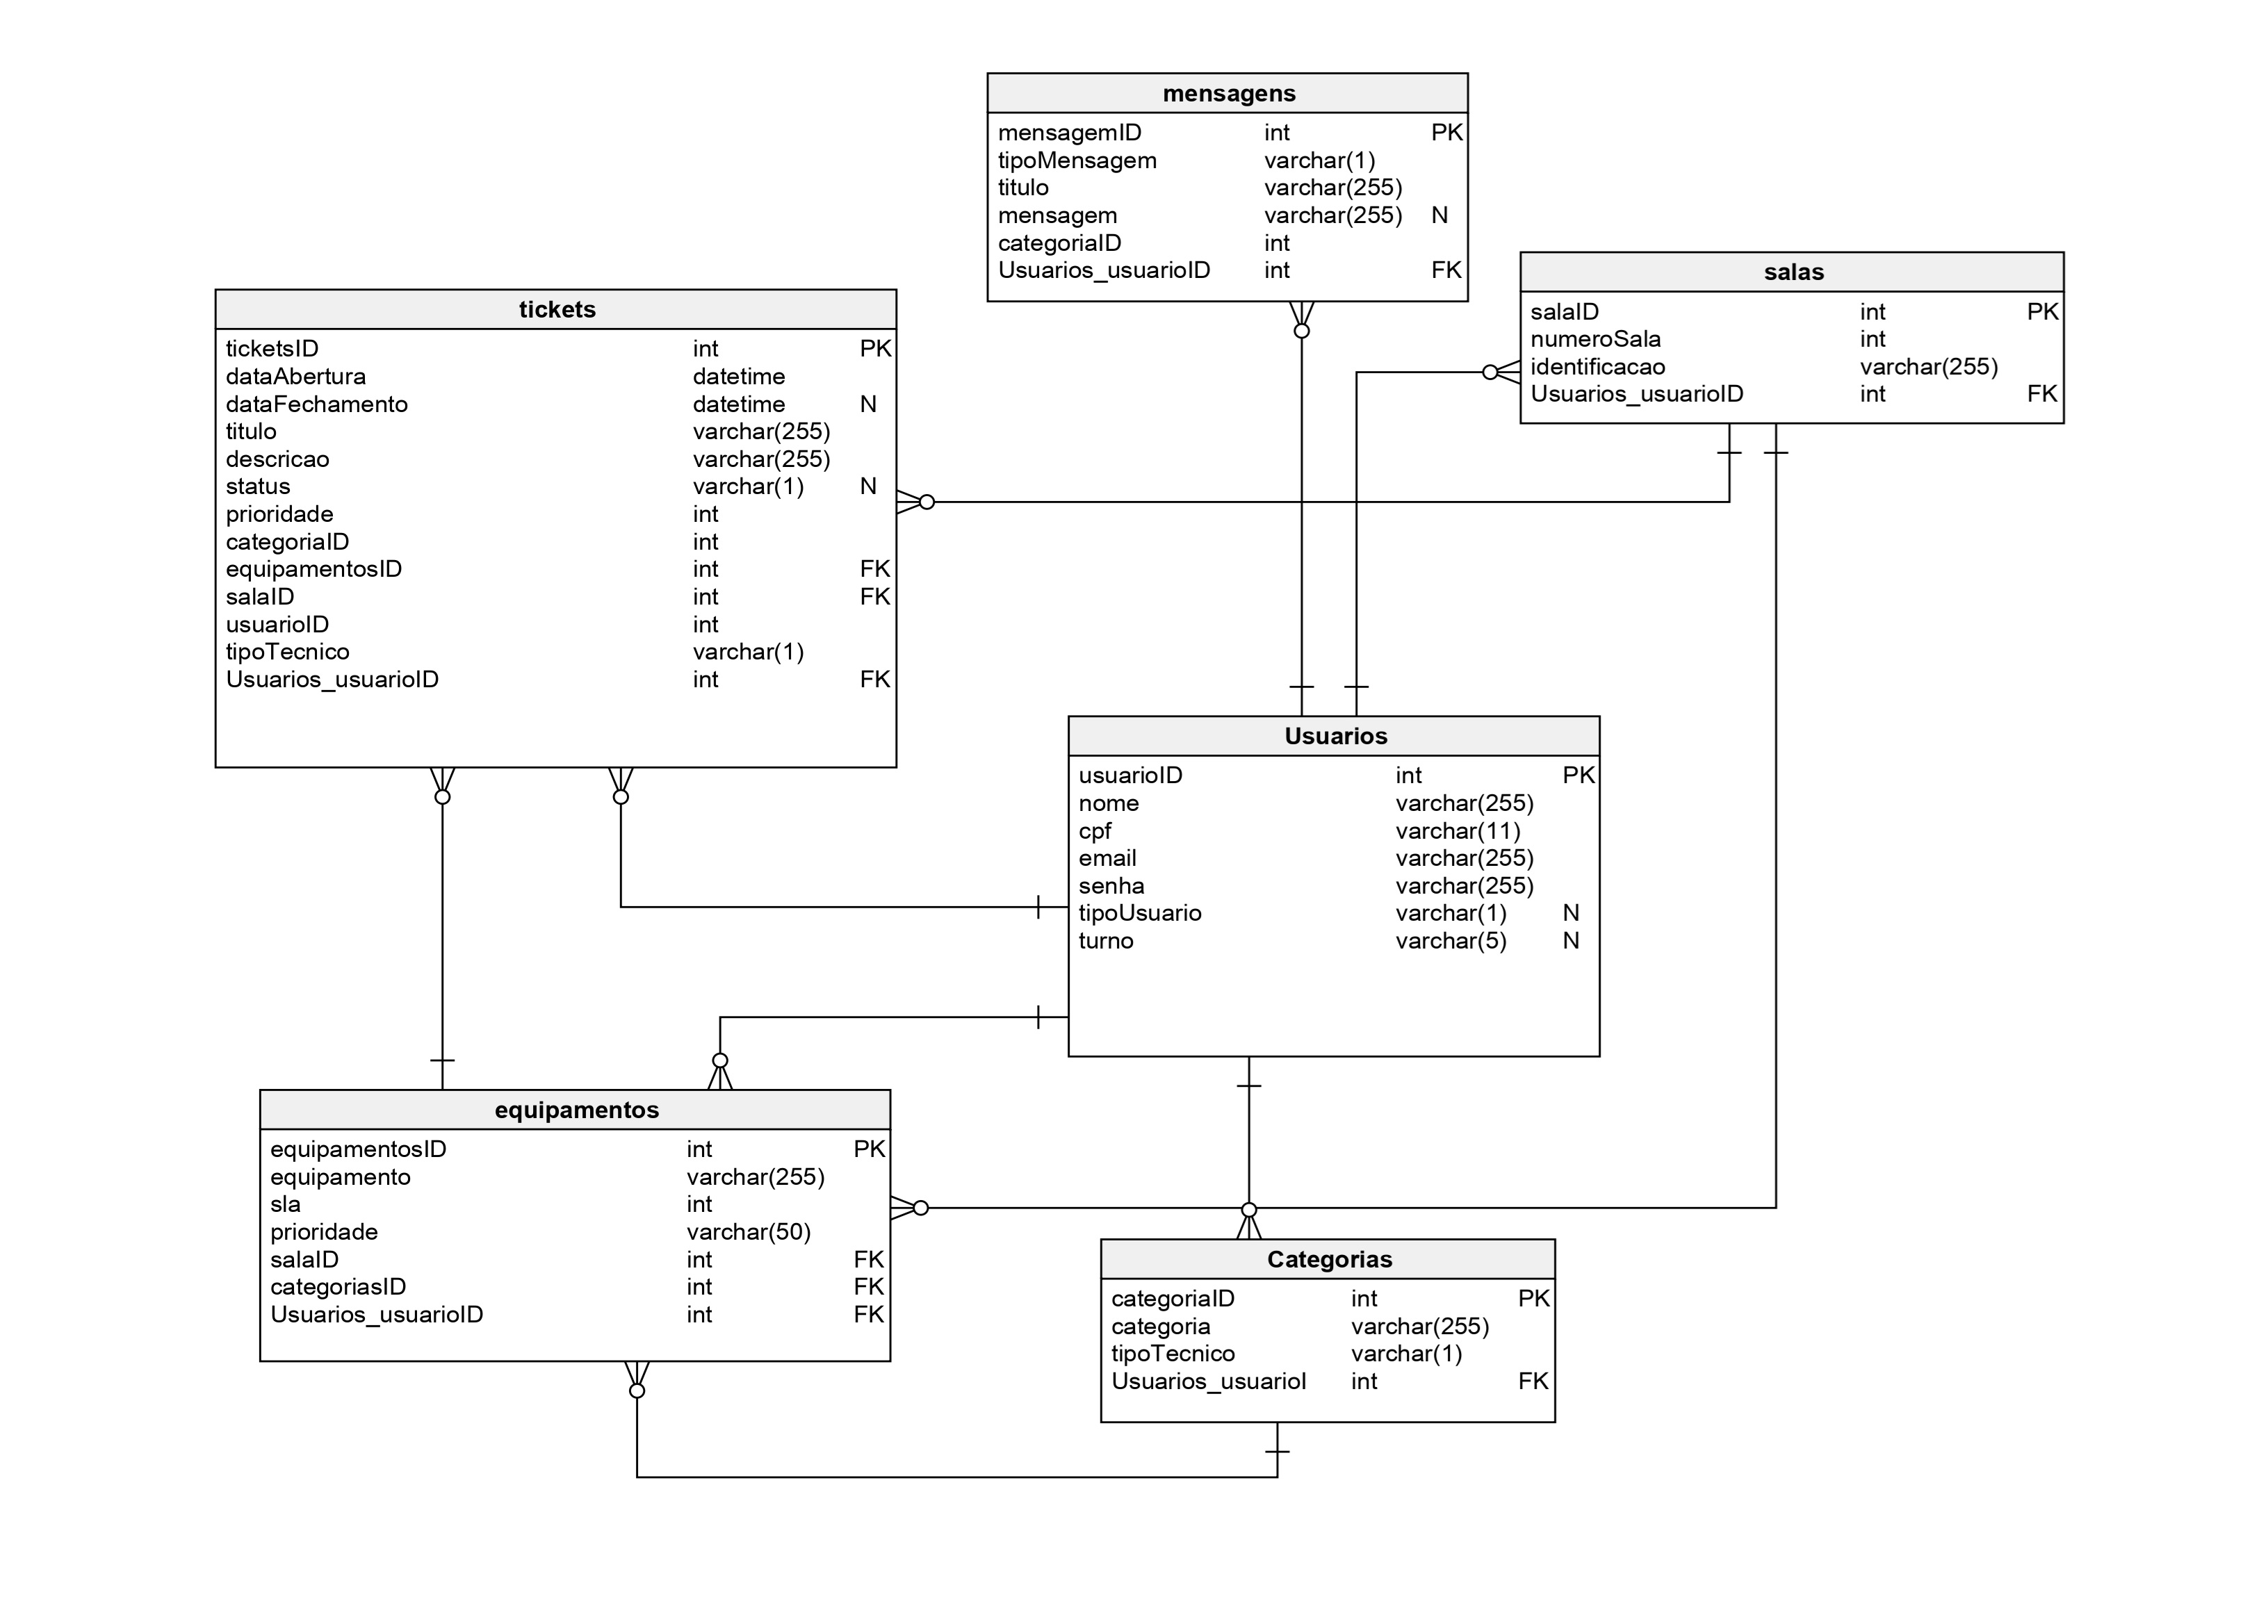 mensagens
mensagemID int PK
tipoMensagem varchar(1)
titulo varchar(255)
mensagem varchar(255) N
categoriaID int
Usuarios_usuarioID int FK
salas
salaID int PK
numeroSala int
identificacao varchar(255)
Usuarios_usuarioID int FK
tickets
ticketsID int PK
dataAbertura datetime
dataFechamento datetime N
titulo varchar(255)
descricao varchar(255)
status varchar(1) N
prioridade int
categoriaID int
equipamentosID int FK
salaID int FK
usuarioID int
tipoTecnico varchar(1)
Usuarios_usuarioID int FK
Usuarios
usuarioID int PK
nome varchar(255)
cpf varchar(11)
email varchar(255)
senha varchar(255)
tipoUsuario varchar(1) N
turno varchar(5) N
equipamentos
equipamentosID int PK
equipamento varchar(255)
sla int
prioridade varchar(50)
salaID int FK
categoriasID int FK
Usuarios_usuarioID int FK
Categorias
categoriaID int PK
categoria varchar(255)
tipoTecnico varchar(1)
Usuarios_usuarioI int FK